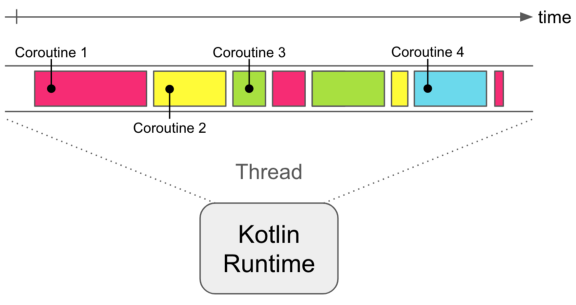 time
Coroutine 1
Coroutine 3
Coroutine 4
Coroutine 2
Thread
Kotlin
Runtime